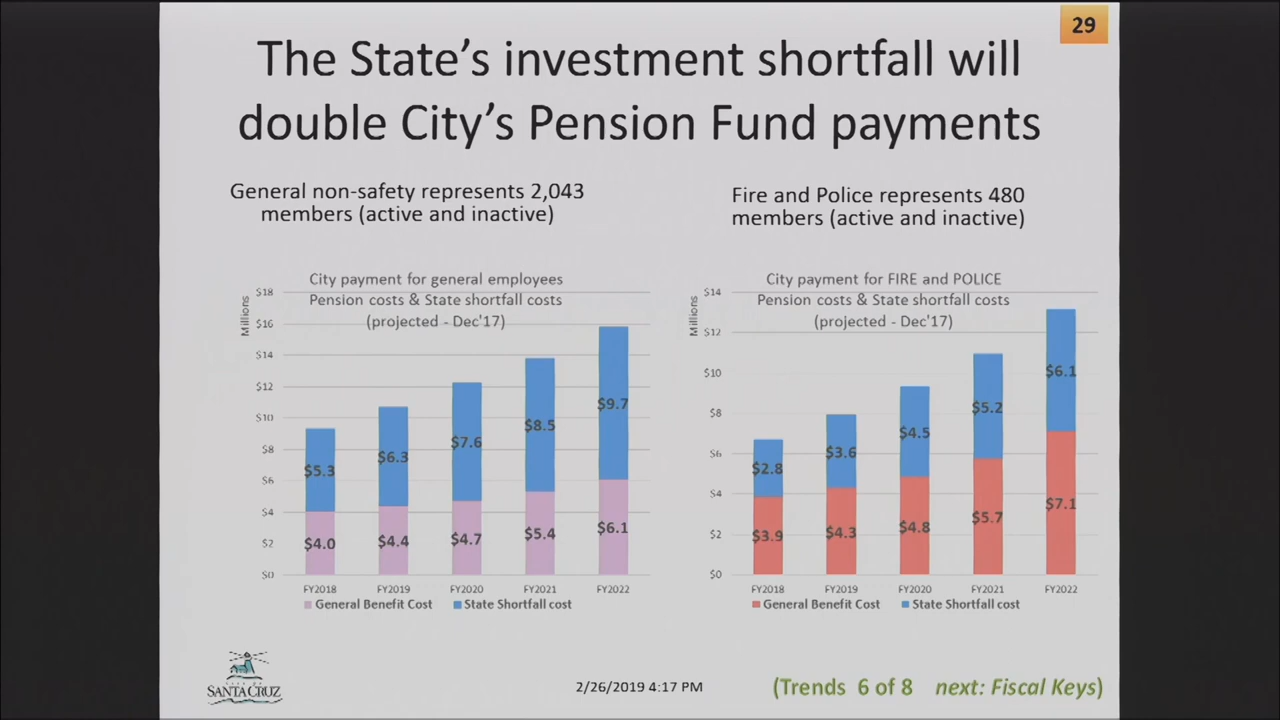 29
The State's investment shortfall will
double City's Pension Fund payments
General non-safety represents 2,043
members (active and inactive)
Fire and Police represents 480
members (active and inactive)
City payment for general employees
Pension costs & State shortfall costs
(projected - Dec'17)
Millions
$18
$16
$14
$12
$10
$8
$6
$4
$2
$0
$5.3
$6.3
$7.6
$8.5
$9.7
$4.0
$4.4
$4.7
$5.4
$6.1
FY2018 FY2019 FY2020 FY2021 FY2022
General Benefit Cost State Shortfall cost
City payment for FIRE and POLICE
Pension costs & State shortfall costs
(projected - Dec'17)
Millions
$14
$12
$10
$8
$6
$4
$2
$0
$2.8
$3.6
$4.5
$5.2
$6.1
$3.9
$4.3
$4.8
$5.7
$7.1
FY2018 FY2019 FY2020 FY2021 FY2022
General Benefit Cost State Shortfall cost
CITY OF
SANTA CRUZ
2/26/2019 4:17 PM
(Trends 6 of 8 next: Fiscal Keys)